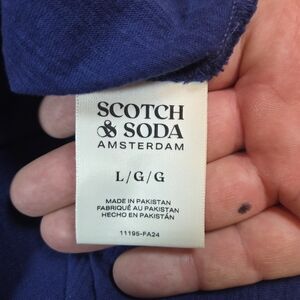 SCOTCH
& SODA
AMSTERDAM
L/G/G
MADE IN PAKISTAN
FABRIQUÉ AU PAKISTAN
HECHO EN PAKISTÁN
11195-FA24